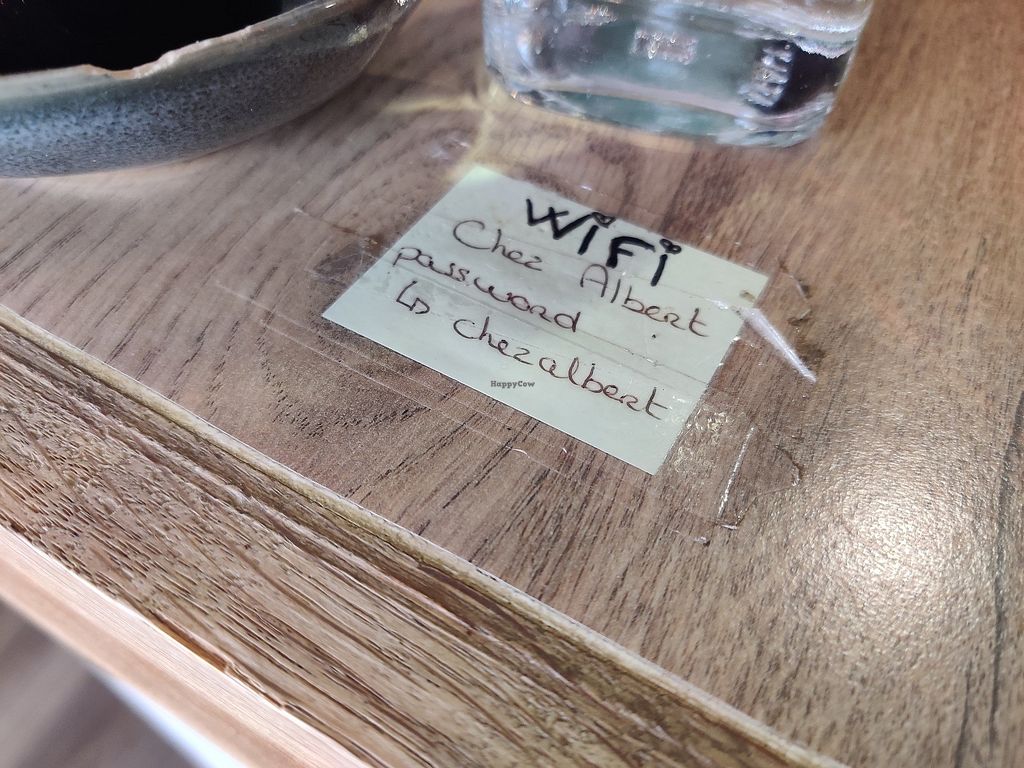 WiFi
Chez Albert
password
↳ chezalbert
HappyCow